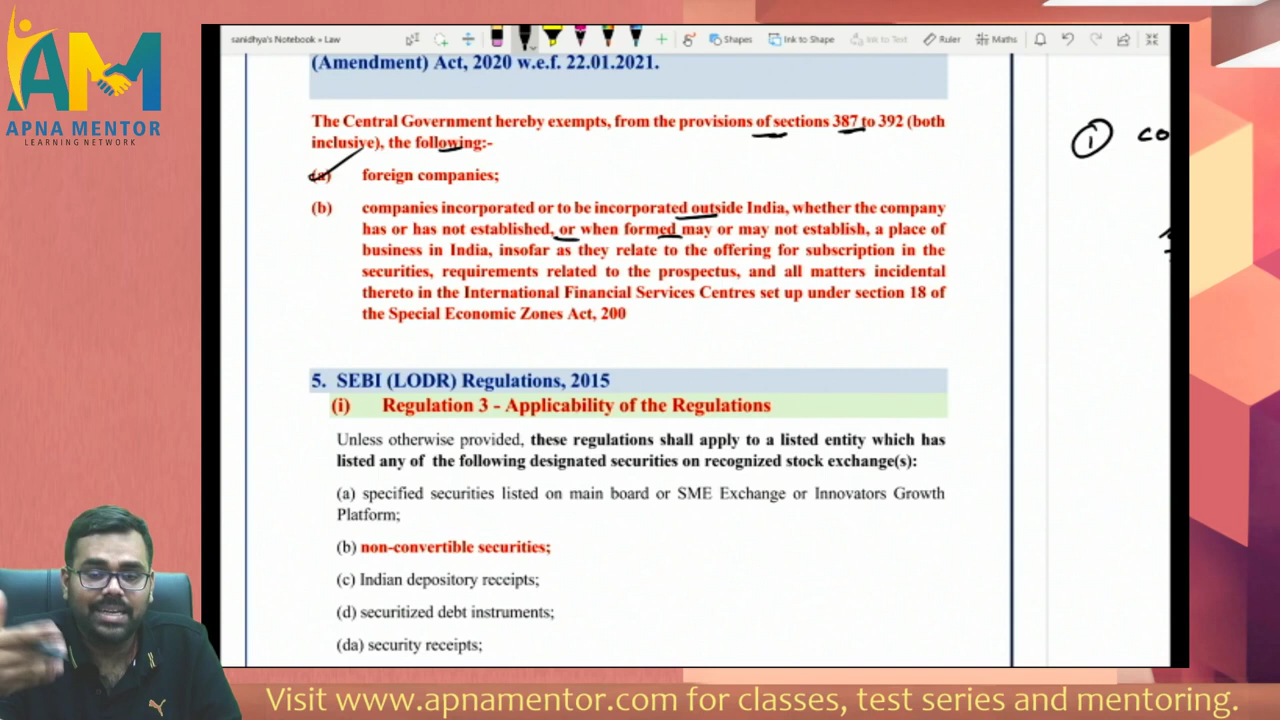 sanidhya's Notebook » Law
Shapes
Ink to Shape
Ink to Text
Ruler
Maths
AM
APNA MENTOR
LEARNING NETWORK
(Amendment) Act, 2020 w.e.f. 22.01.2021.
The Central Government hereby exempts, from the provisions of sections 387 to 392 (both
inclusive), the following:-
(a) foreign companies;
(b) companies incorporated or to be incorporated outside India, whether the company
has or has not established, or when formed may or may not establish, a place of
business in India, insofar as they relate to the offering for subscription in the
securities, requirements related to the prospectus, and all matters incidental
thereto in the International Financial Services Centres set up under section 18 of
the Special Economic Zones Act, 200
① co
5. SEBI (LODR) Regulations, 2015
(i) Regulation 3 - Applicability of the Regulations
Unless otherwise provided, these regulations shall apply to a listed entity which has
listed any of the following designated securities on recognized stock exchange(s):
(a) specified securities listed on main board or SME Exchange or Innovators Growth
Platform;
(b) non-convertible securities;
(c) Indian depository receipts;
(d) securitized debt instruments;
(da) security receipts;
Visit www.apnamentor.com for classes, test series and mentoring.